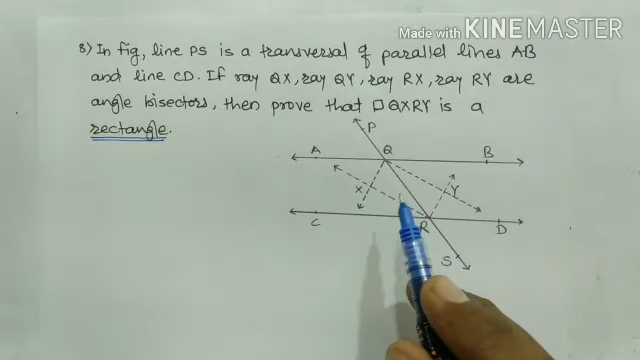 Made with KINEMASTER
8) In fig, line PS is a transversal of parallel lines AB
and line CD. If ray QX, ray QY, ray RX, ray RY are
angle bisectors, then prove that □QXRY is a
rectangle.
P
A Q B
X Y
C R D
S